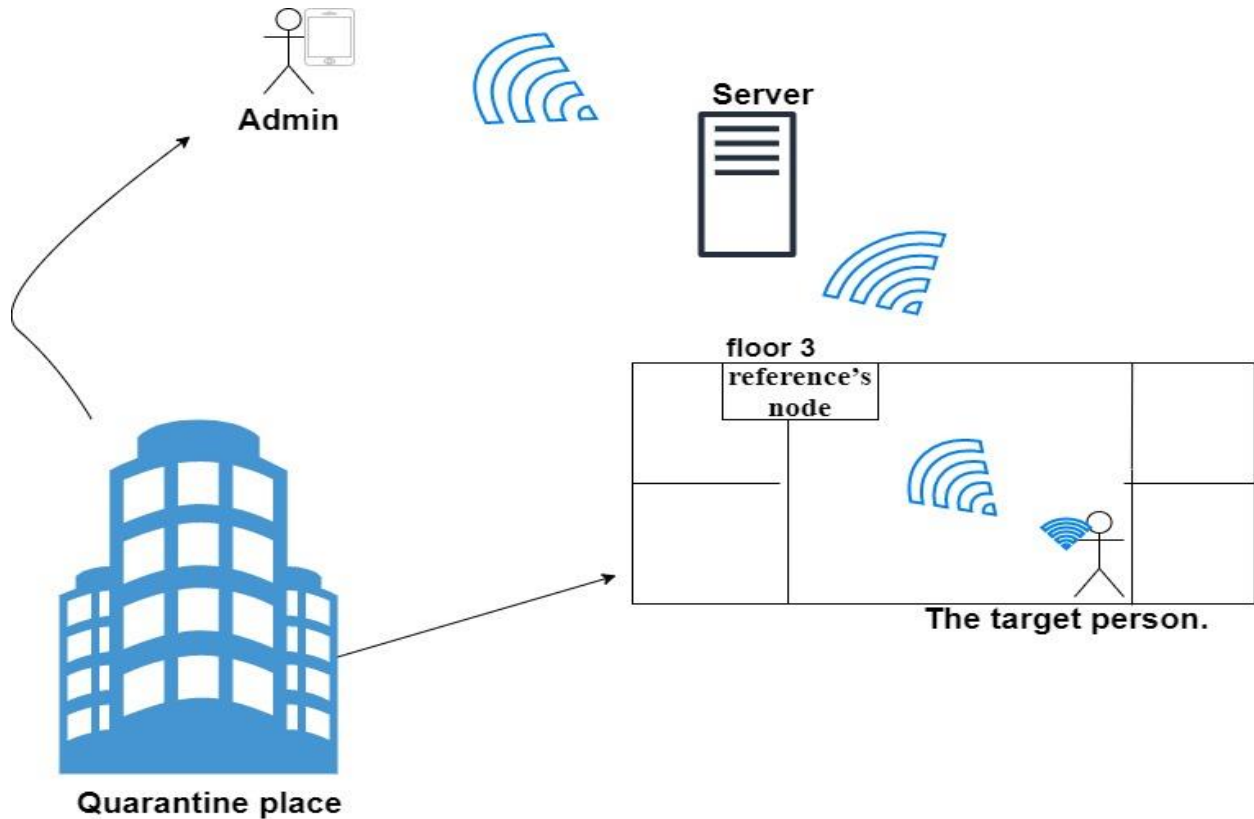 Admin
Server
floor 3
reference's
node
The target person.
Quarantine place